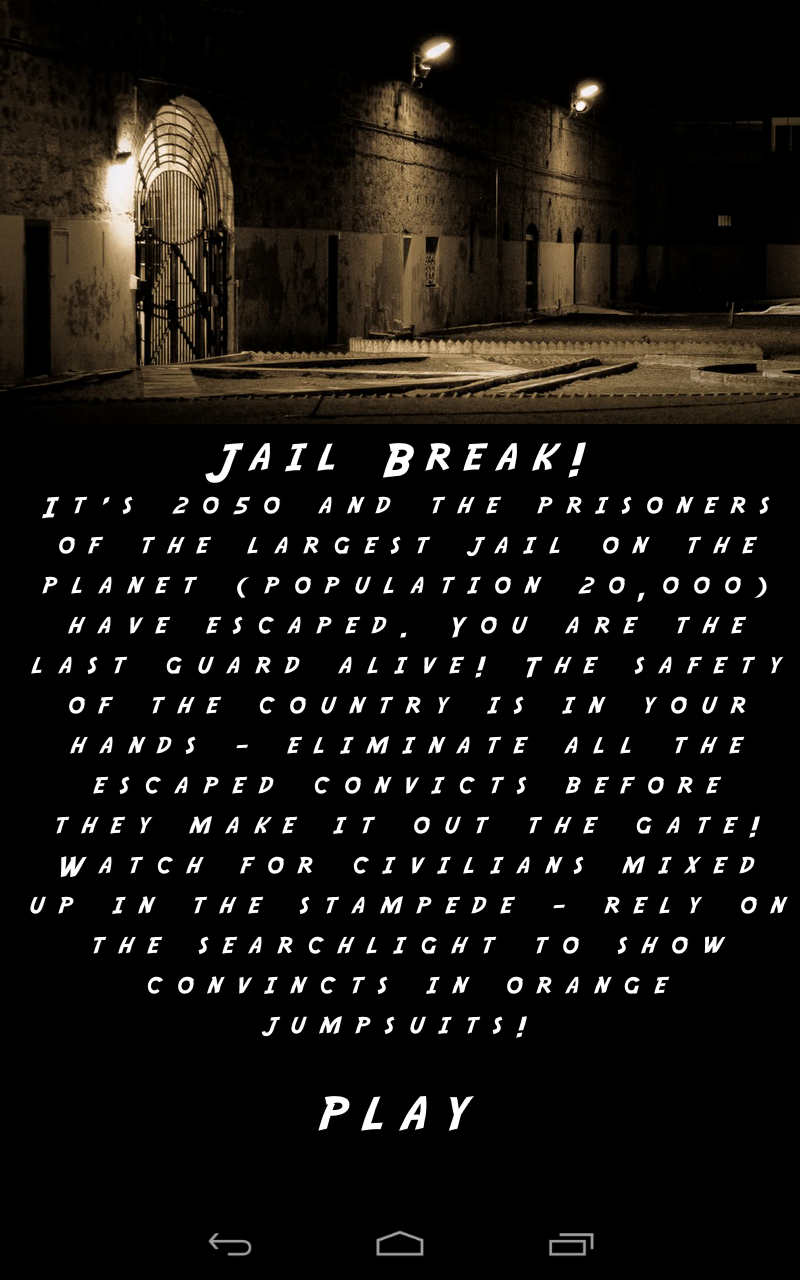 Jail Break!
It's 2050 and the prisoners
of the largest jail on the
planet (population 20,000)
have escaped. You are the
last guard alive! The safety
of the country is in your
hands - eliminate all the
escaped convicts before
they make it out the gate!
Watch for civilians mixed
up in the stampede - rely on
the searchlight to show
convincts in orange
jumpsuits!
PLAY